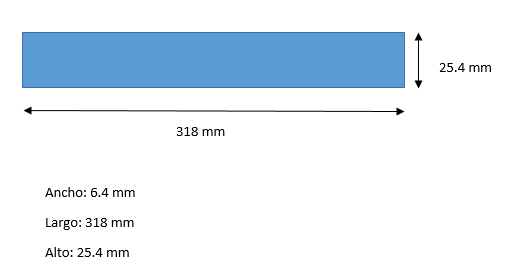 25.4 mm
318 mm
Ancho: 6.4 mm
Largo: 318 mm
Alto: 25.4 mm